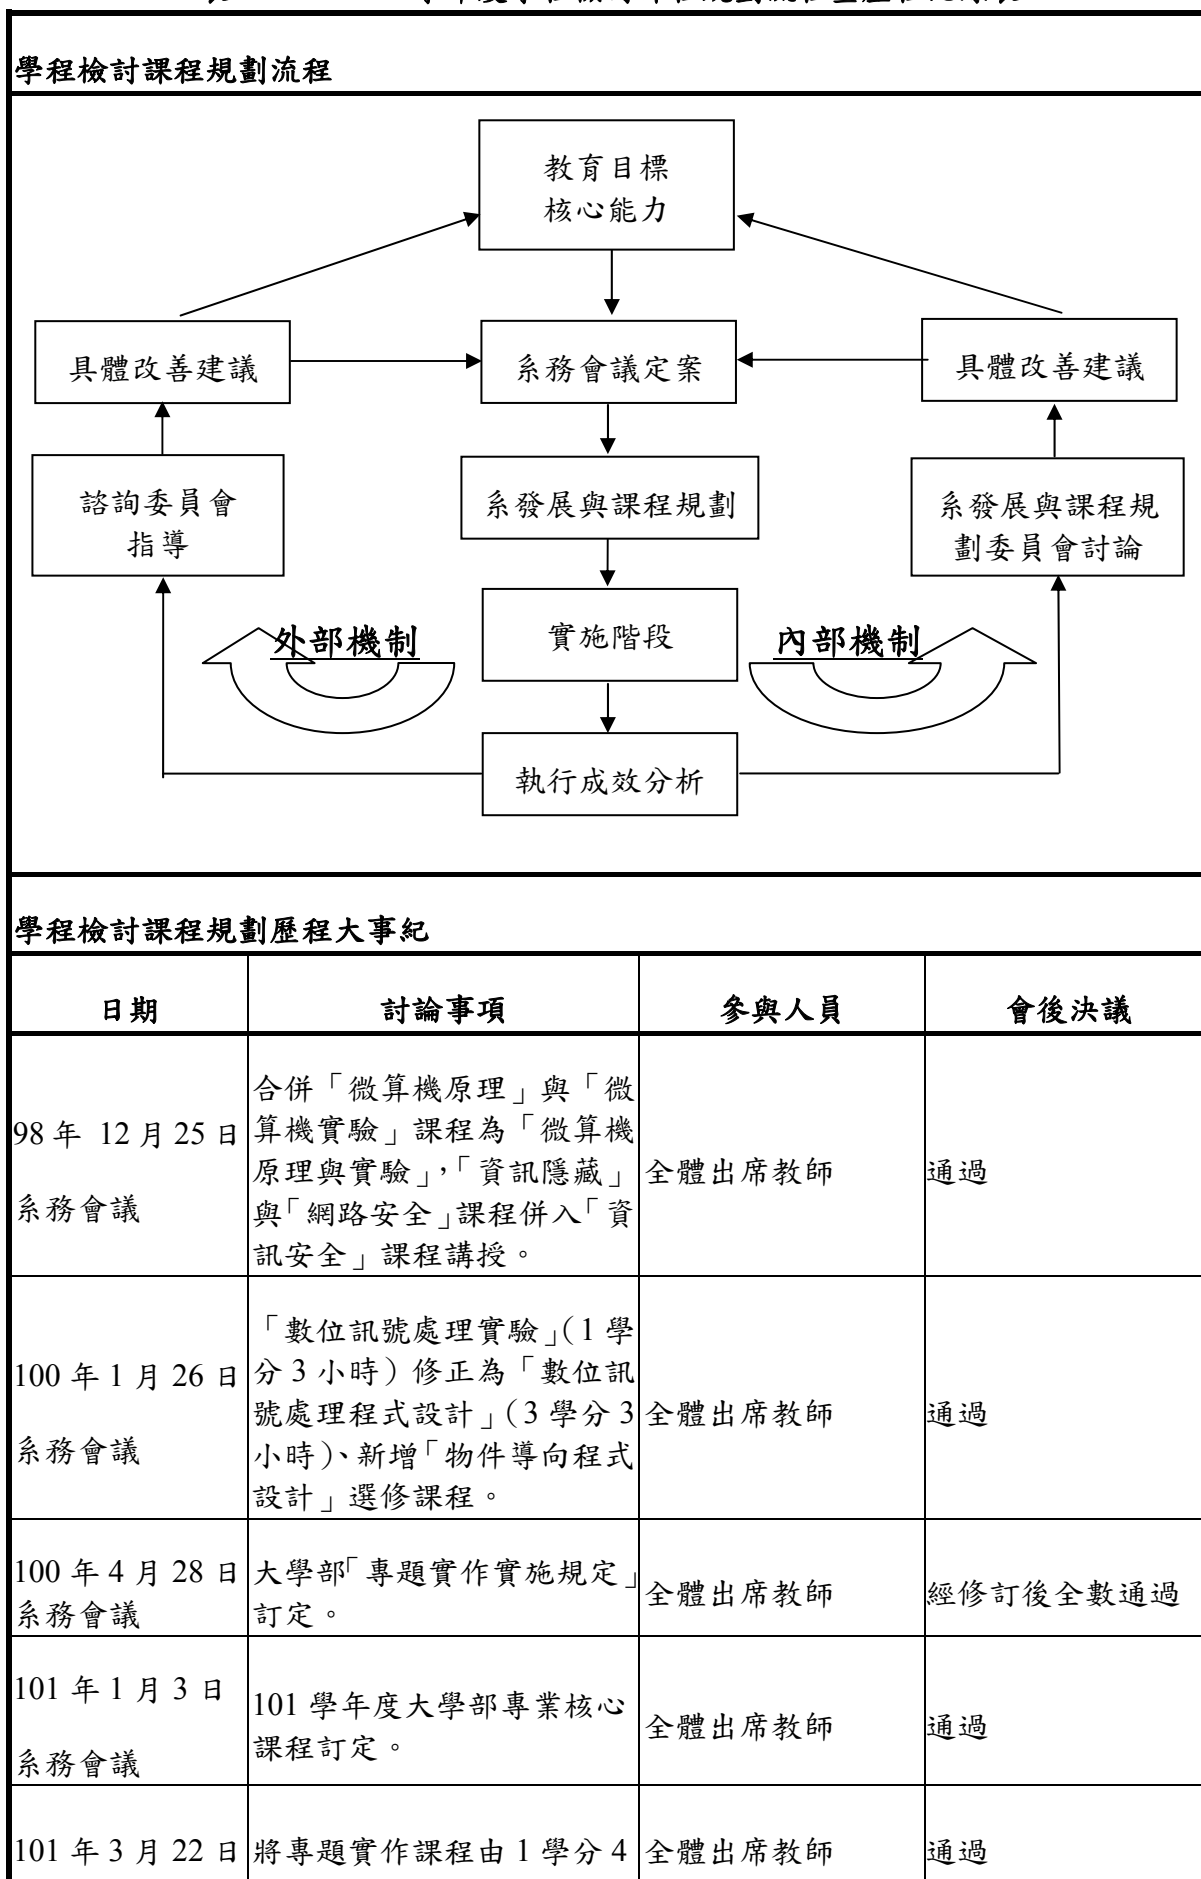 學程檢討課程規劃流程
教育目標
核心能力
具體改善建議
系務會議定案
具體改善建議
諮詢委員會
指導
系發展與課程規劃
系發展與課程規
劃委員會討論
外部機制
實施階段
內部機制
執行成效分析
學程檢討課程規劃歷程大事紀
日期 討論事項 參與人員 會後決議
98 年 12 月 25 日
系務會議
合併「微算機原理」與「微
算機實驗」課程為「微算機
原理與實驗」,「資訊隱藏」
與「網路安全」課程併入「資
訊安全」課程講授。
全體出席教師
通過
100 年 1 月 26 日
系務會議
「數位訊號處理實驗」(1 學
分 3 小時)修正為「數位訊
號處理程式設計」(3 學分 3
小時)、新增「物件導向程式
設計」選修課程。
全體出席教師
通過
100 年 4 月 28 日
系務會議
大學部「專題實作實施規定」
訂定。
全體出席教師
經修訂後全數通過
101 年 1 月 3 日
系務會議
101 學年度大學部專業核心
課程訂定。
全體出席教師
通過
101 年 3 月 22 日
將專題實作課程由 1 學分 4
全體出席教師
通過